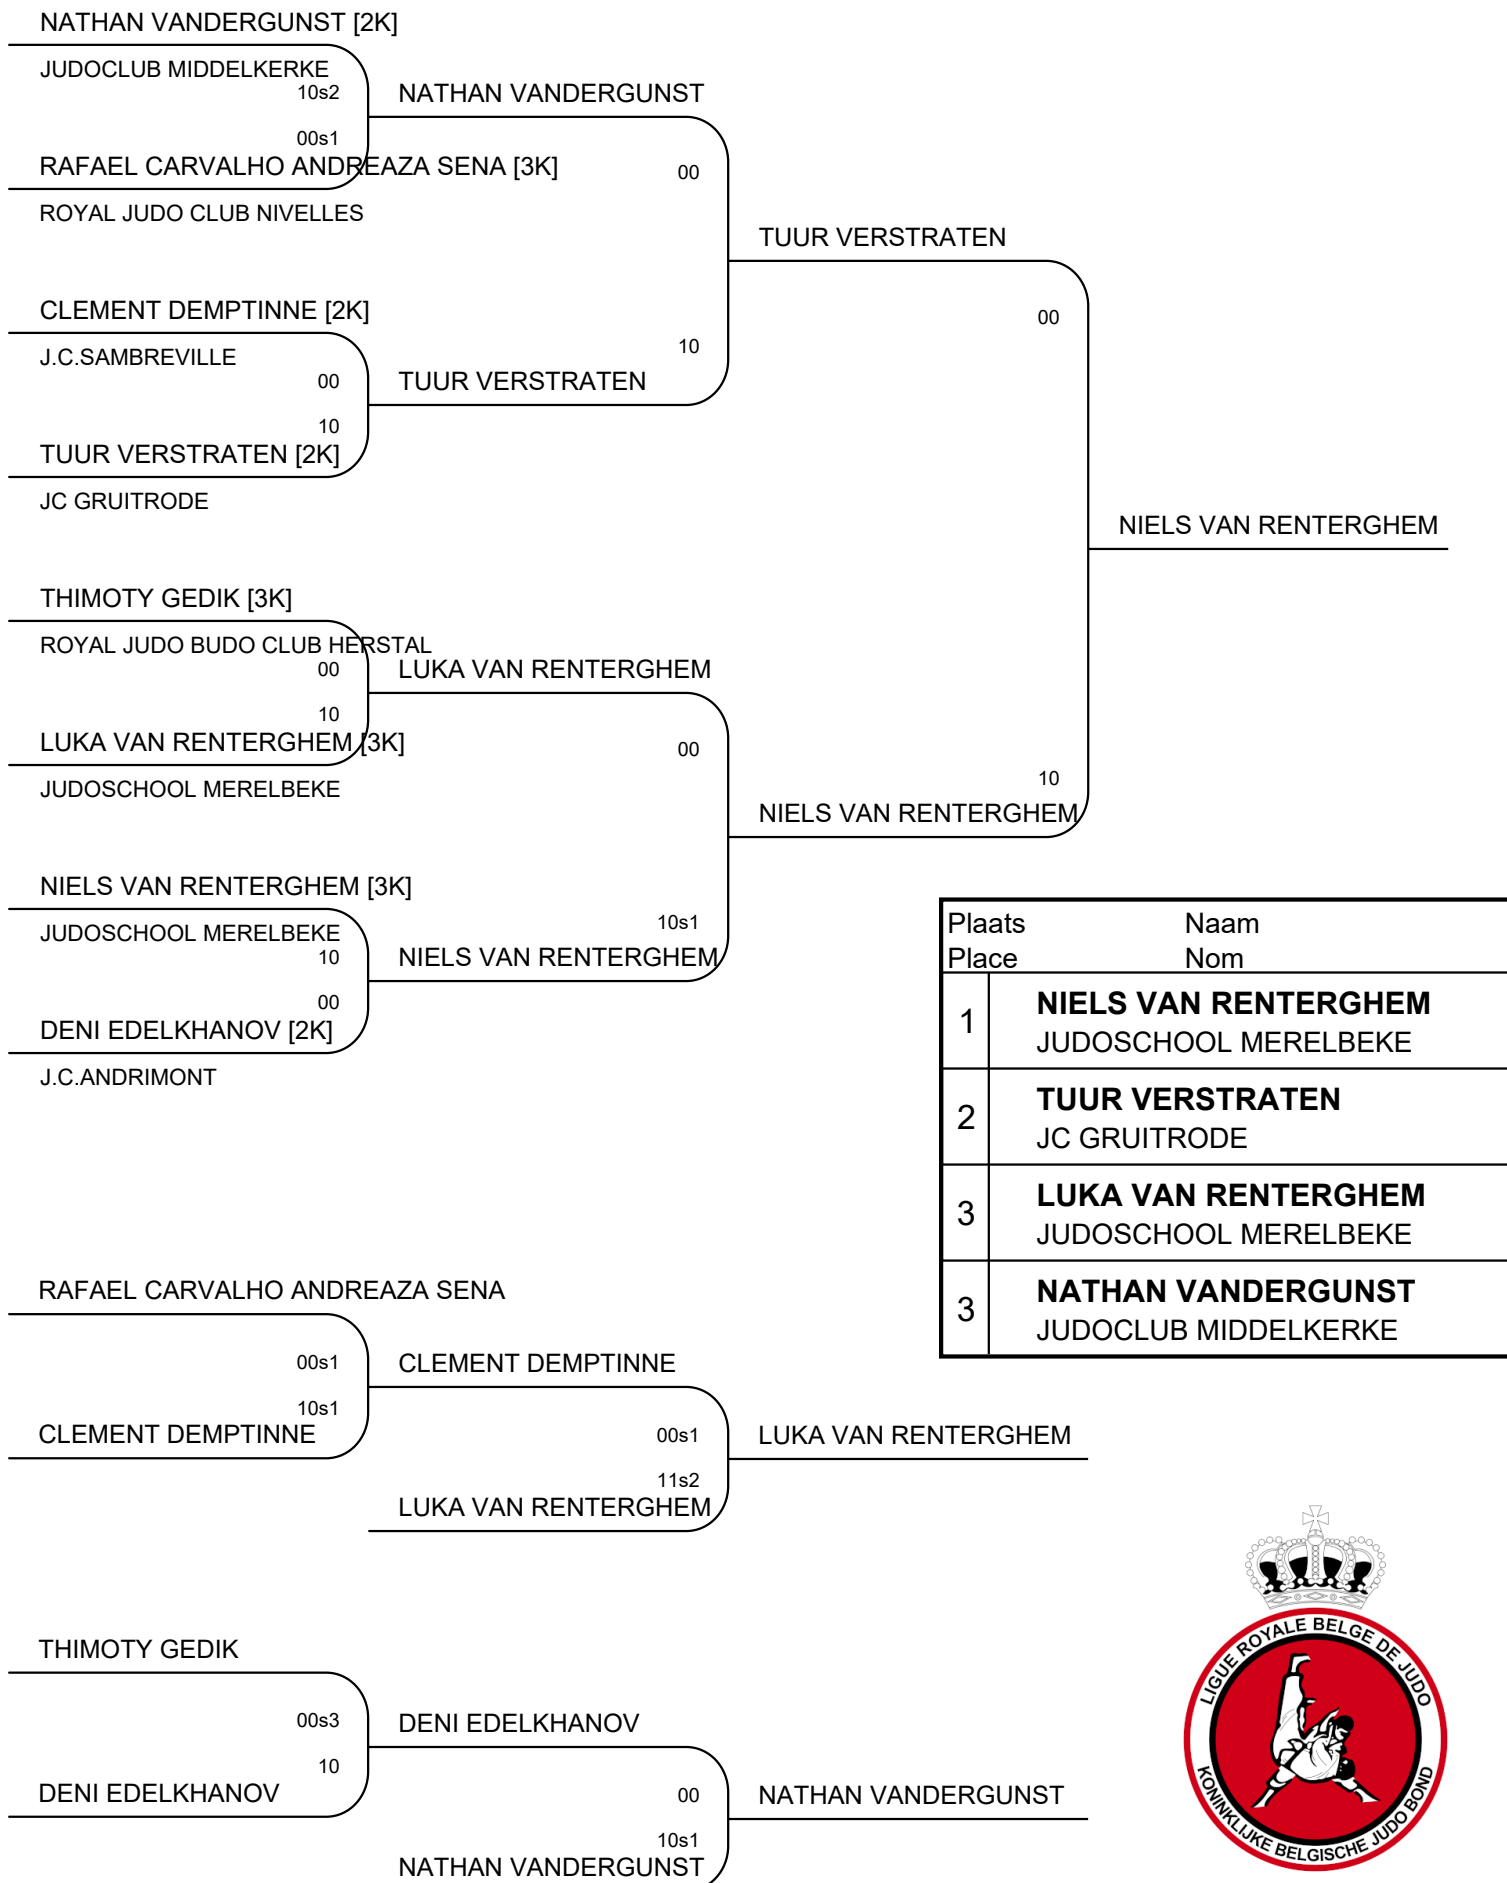 NATHAN VANDERGUNST [2K]
JUDOCLUB MIDDELKERKE
10s2
NATHAN VANDERGUNST
00s1
RAFAEL CARVALHO ANDREAZA SENA [3K]
00
ROYAL JUDO CLUB NIVELLES
TUUR VERSTRATEN
CLEMENT DEMPTINNE [2K]
00
J.C.SAMBREVILLE
10
00
TUUR VERSTRATEN
10
TUUR VERSTRATEN [2K]
JC GRUITRODE
NIELS VAN RENTERGHEM
THIMOTY GEDIK [3K]
ROYAL JUDO BUDO CLUB HERSTAL
00
LUKA VAN RENTERGHEM
10
LUKA VAN RENTERGHEM [3K]
00
JUDOSCHOOL MERELBEKE
10
NIELS VAN RENTERGHEM
NIELS VAN RENTERGHEM [3K]
JUDOSCHOOL MERELBEKE
10s1
10
NIELS VAN RENTERGHEM
00
DENI EDELKHANOV [2K]
J.C.ANDRIMONT
Plaats Naam
Place Nom
1 NIELS VAN RENTERGHEM
JUDOSCHOOL MERELBEKE
2 TUUR VERSTRATEN
JC GRUITRODE
3 LUKA VAN RENTERGHEM
JUDOSCHOOL MERELBEKE
3 NATHAN VANDERGUNST
JUDOCLUB MIDDELKERKE
RAFAEL CARVALHO ANDREAZA SENA
00s1
CLEMENT DEMPTINNE
10s1
CLEMENT DEMPTINNE
00s1
LUKA VAN RENTERGHEM
11s2
LUKA VAN RENTERGHEM
THIMOTY GEDIK
00s3
DENI EDELKHANOV
10
DENI EDELKHANOV
00
NATHAN VANDERGUNST
10s1
NATHAN VANDERGUNST
LIGUE ROYALE BELGE DE JUDO
KONINKLIJKE BELGISCHE JUDO BOND